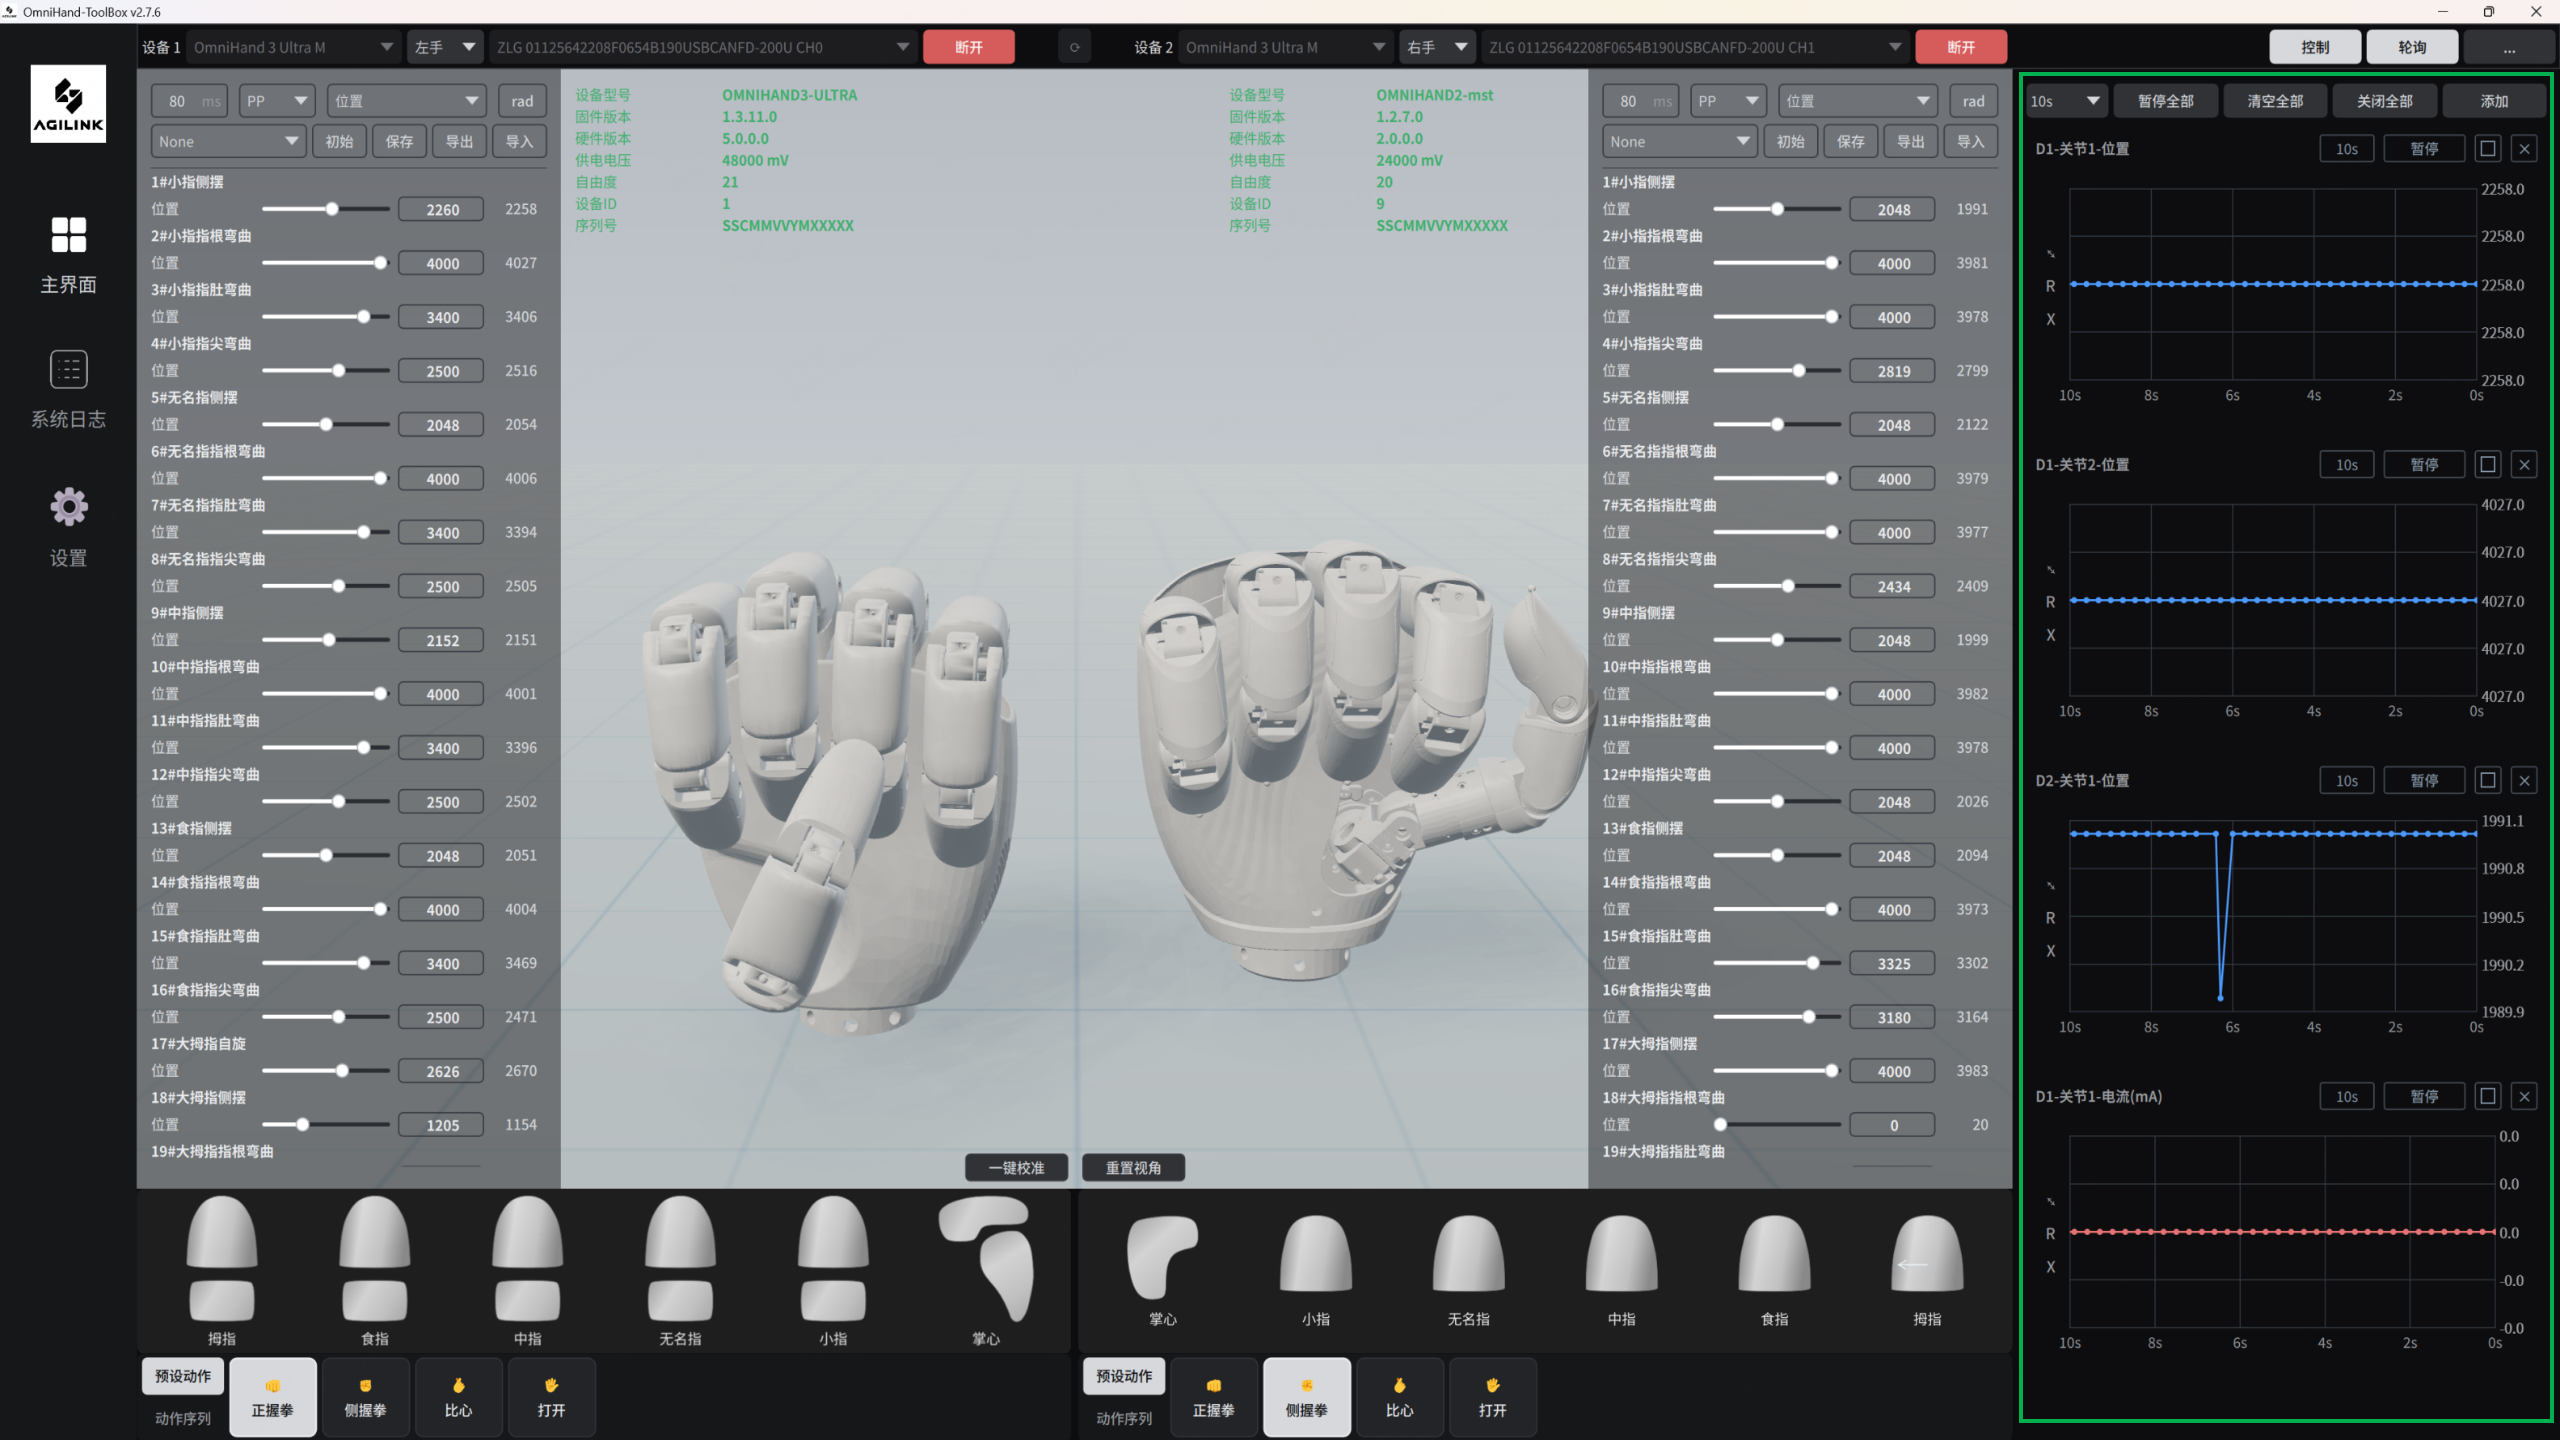 OmniHand-ToolBox v2.7.6
设备 1 OmniHand 3 Ultra M 左手 ZLG 01125642208F0654B190USBCANFD-200U CH0 断开
设备 2 OmniHand 3 Ultra M 右手 ZLG 01125642208F0654B190USBCANFD-200U CH1 断开
控制 轮询 ...
AGILINK
主界面
系统日志
设置
80 ms PP 位置 rad
None 初始 保存 导出 导入
1#小指侧摆
位置 2260 2258
2#小指指根弯曲
位置 4000 4027
3#小指指肚弯曲
位置 3400 3406
4#小指指尖弯曲
位置 2500 2516
5#无名指侧摆
位置 2048 2054
6#无名指指根弯曲
位置 4000 4006
7#无名指指肚弯曲
位置 3400 3394
8#无名指指尖弯曲
位置 2500 2505
9#中指侧摆
位置 2152 2151
10#中指指根弯曲
位置 4000 4001
11#中指指肚弯曲
位置 3400 3396
12#中指指尖弯曲
位置 2500 2502
13#食指侧摆
位置 2048 2051
14#食指指根弯曲
位置 4000 4004
15#食指指肚弯曲
位置 3400 3469
16#食指指尖弯曲
位置 2500 2471
17#大拇指自旋
位置 2626 2670
18#大拇指侧摆
位置 1205 1154
19#大拇指指根弯曲
设备型号 OMNIHAND3-ULTRA
固件版本 1.3.11.0
硬件版本 5.0.0.0
供电电压 48000 mV
自由度 21
设备ID 1
序列号 SSCMMVVYMXXXXX
设备型号 OMNIHAND2-mst
固件版本 1.2.7.0
硬件版本 2.0.0.0
供电电压 24000 mV
自由度 20
设备ID 9
序列号 SSCMMVVYMXXXXX
一键校准 重置视角
80 ms PP 位置 rad
None 初始 保存 导出 导入
1#小指侧摆
位置 2048 1991
2#小指指根弯曲
位置 4000 3981
3#小指指肚弯曲
位置 4000 3978
4#小指指尖弯曲
位置 2819 2799
5#无名指侧摆
位置 2048 2122
6#无名指指根弯曲
位置 4000 3979
7#无名指指肚弯曲
位置 4000 3977
8#无名指指尖弯曲
位置 2434 2409
9#中指侧摆
位置 2048 1999
10#中指指根弯曲
位置 4000 3982
11#中指指肚弯曲
位置 4000 3978
12#中指指尖弯曲
位置 2048 2026
13#食指侧摆
位置 2048 2094
14#食指指根弯曲
位置 4000 3973
15#食指指肚弯曲
位置 3325 3302
16#食指指尖弯曲
位置 3180 3164
17#大拇指侧摆
位置 4000 3983
18#大拇指指根弯曲
位置 0 20
19#大拇指指肚弯曲
10s 暂停全部 清空全部 关闭全部 添加
D1-关节1-位置 10s 暂停
2258.0
2258.0
R 2258.0
X
2258.0
2258.0
10s 8s 6s 4s 2s 0s
D1-关节2-位置 10s 暂停
4027.0
4027.0
R 4027.0
X
4027.0
4027.0
10s 8s 6s 4s 2s 0s
D2-关节1-位置 10s 暂停
1991.1
1990.8
R 1990.5
X
1990.2
1989.9
10s 8s 6s 4s 2s 0s
D1-关节1-电流(mA) 10s 暂停
0.0
0.0
R 0.0
X
-0.0
-0.0
10s 8s 6s 4s 2s 0s
拇指 食指 中指 无名指 小指 掌心
掌心 小指 无名指 中指 食指 拇指
预设动作
动作序列
正握拳 侧握拳 比心 打开
预设动作
动作序列
正握拳 侧握拳 比心 打开